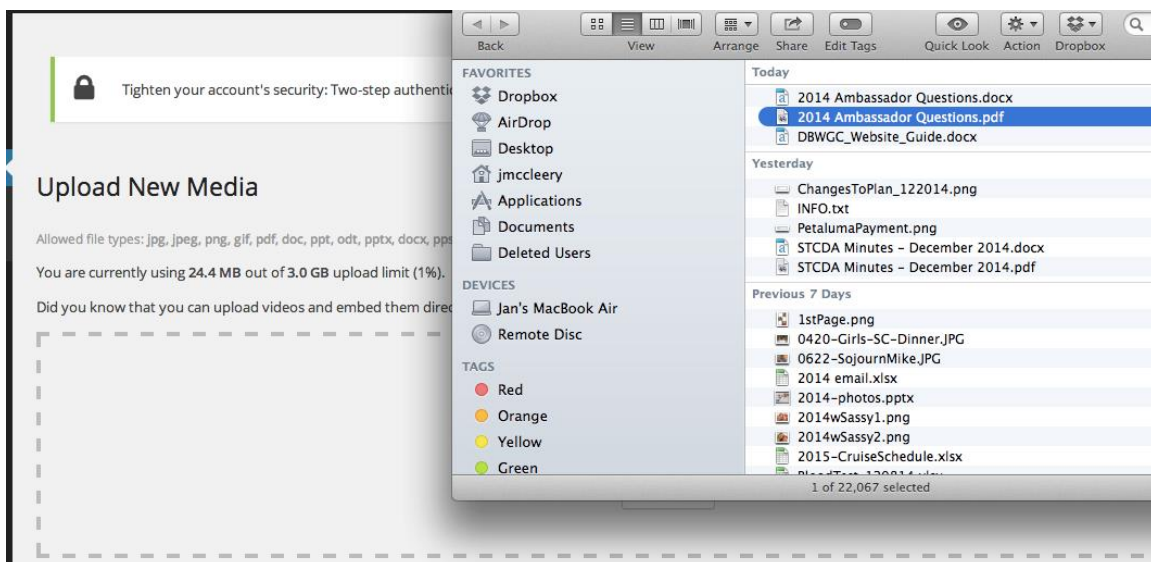 Back
View
Arrange
Share
Edit Tags
Quick Look
Action
Dropbox
Tighten your account's security: Two-step
Upload New Media
Allowed file types: jpg, jpeg, png, gif, pdf, doc, ppt, odt, pptx, docx,
You are currently using 24.4 MB out of 3.0 GB upload limit (1%).
Did you know that you can upload videos and embed them
FAVORITES
Dropbox
AirDrop
Desktop
jmccleery
Applications
Documents
Deleted Users
DEVICES
Jan's MacBook Air
Remote Disc
TAGS
Red
Orange
Yellow
Green
Today
2014 Ambassador Questions.docx
2014 Ambassador Questions.pdf
DBWGC_Website_Guide.docx
Yesterday
ChangesToPlan_122014.png
INFO.txt
PetalumaPayment.png
STCDA Minutes – December 2014.docx
STCDA Minutes – December 2014.pdf
Previous 7 Days
1stPage.png
0420-Girls-SC-Dinner.JPG
0622-SojournMike.JPG
2014 email.xlsx
2014-photos.pptx
2014wSassy1.png
2014wSassy2.png
2015-CruiseSchedule.xlsx
1 of 22,067 selected